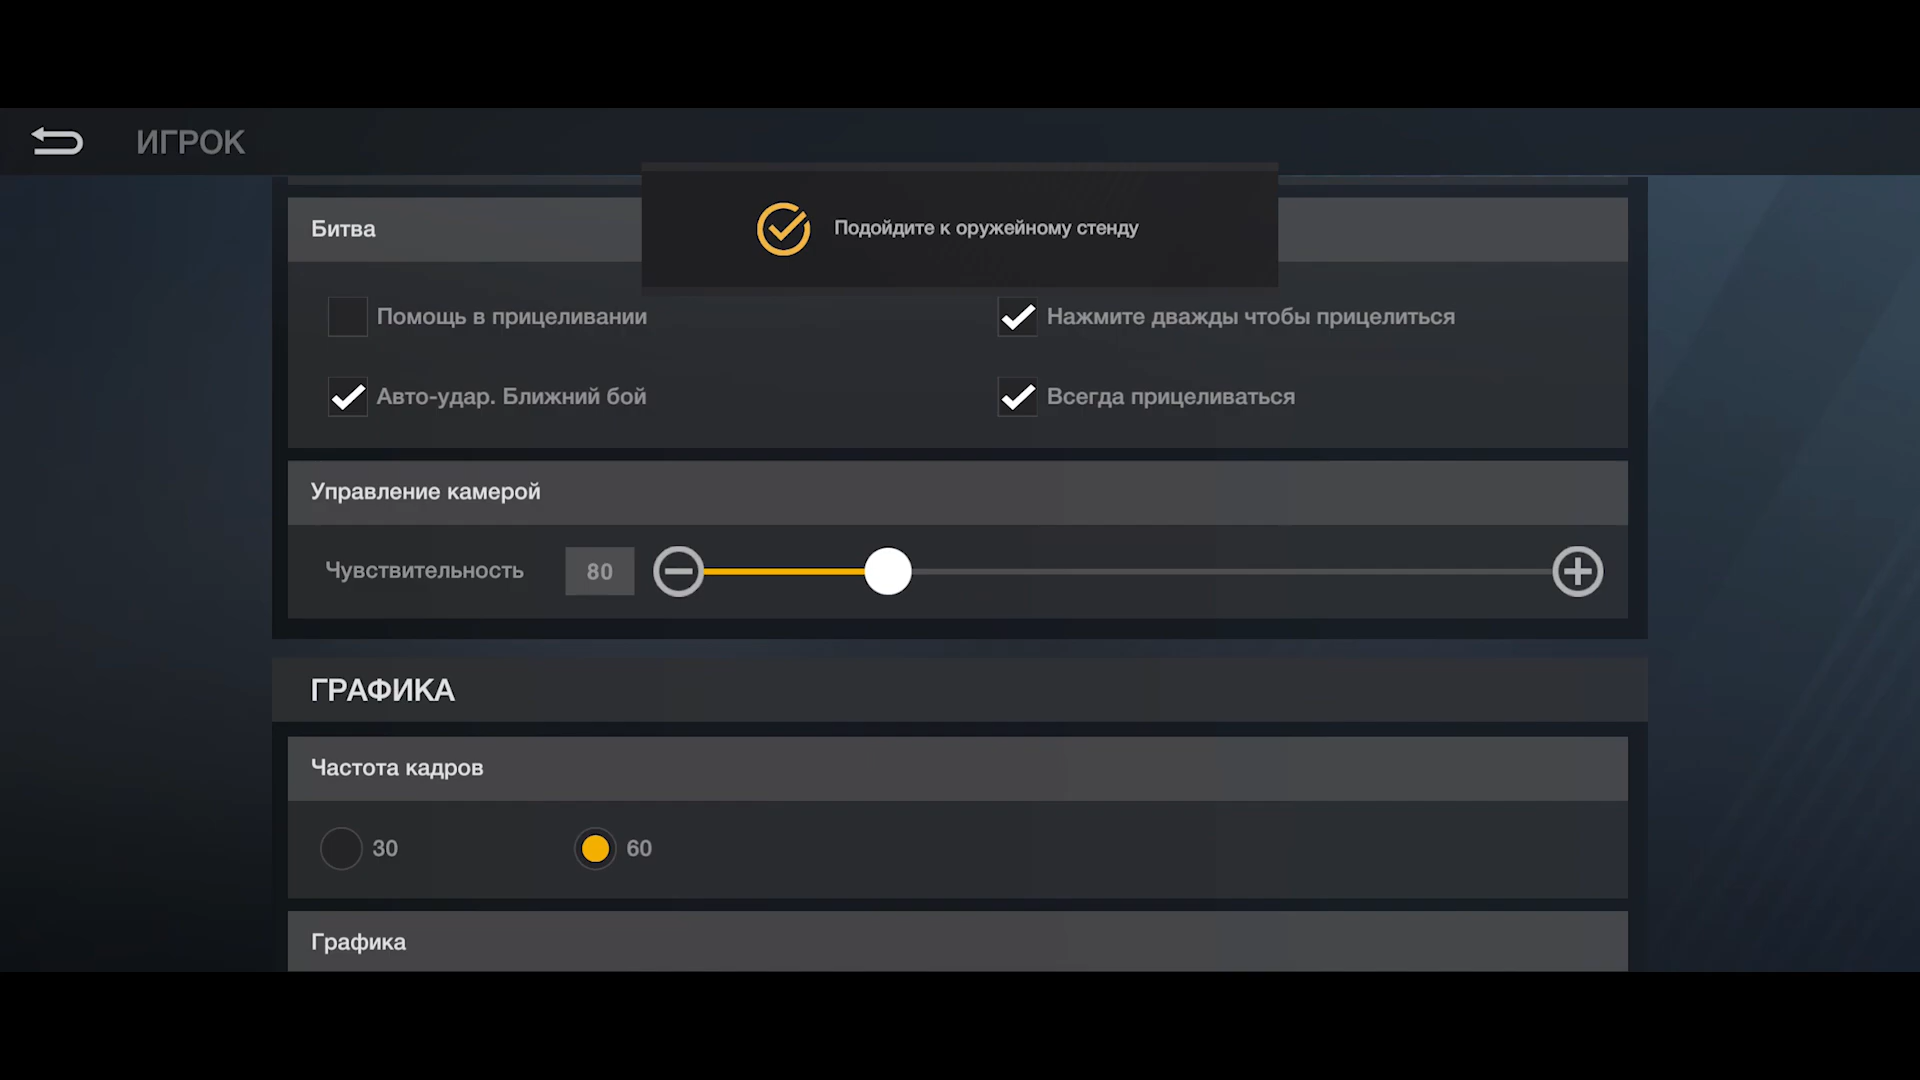 ИГРОК
Подойдите к оружейному стенду
Битва
Помощь в прицеливании
Нажмите дважды чтобы прицелиться
Авто-удар. Ближний бой
Всегда прицеливаться
Управление камерой
Чувствительность 80
ГРАФИКА
Частота кадров
30 60
Графика